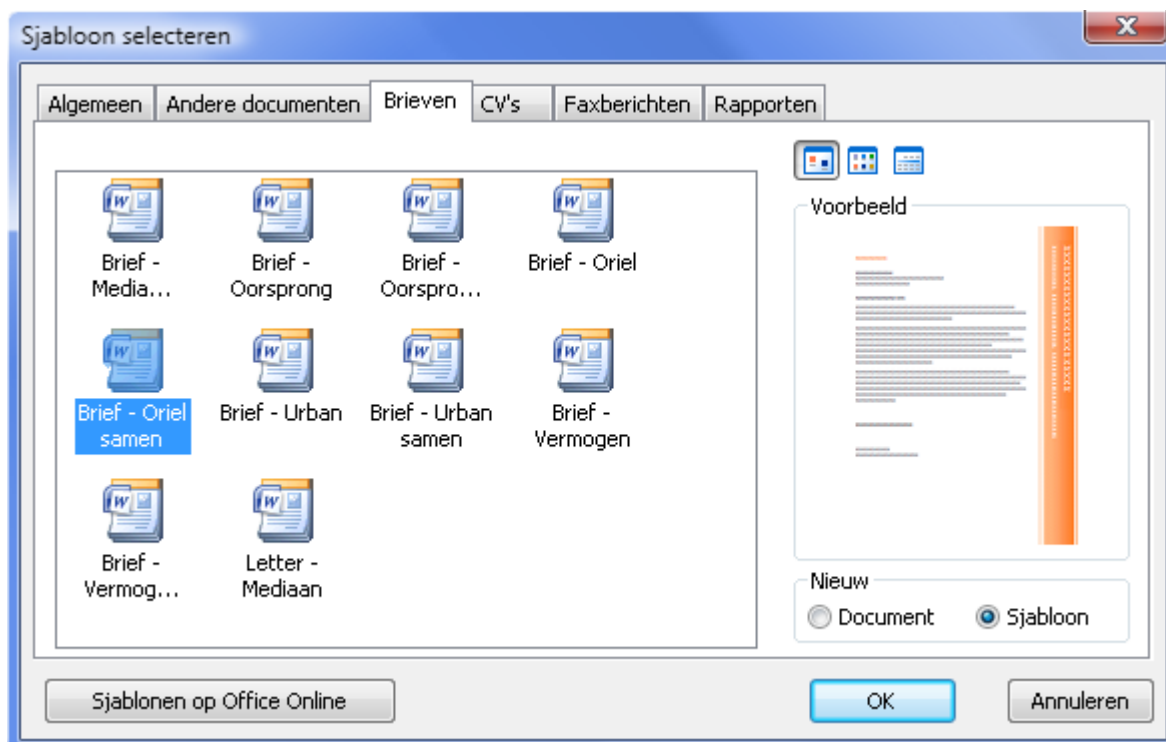 Sjabloon selecteren
Algemeen Andere documenten Brieven CV's Faxberichten Rapporten
Brief -
Media...
Brief -
Oorsprong
Brief -
Oorspro...
Brief - Oriel
Brief - Oriel
samen
Brief - Urban
Brief - Urban
samen
Brief -
Vermogen
Brief -
Vermog...
Letter -
Mediaan
Voorbeeld
Nieuw
Document Sjabloon
Sjablonen op Office Online OK Annuleren